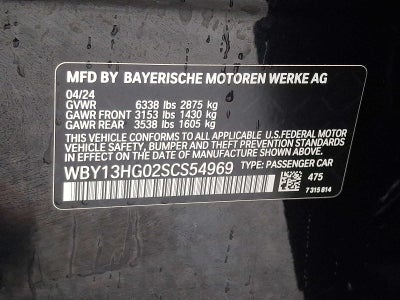 MFD BY BAYERISCHE MOTOREN WERKE AG
04/24
GVWR 6338 lbs 2875 kg
GAWR FRONT 3153 lbs 1430 kg
GAWR REAR 3538 lbs 1605 kg
THIS VEHICLE CONFORMS TO ALL APPLICABLE U.S.FEDERAL MOTOR
VEHICLE SAFETY, BUMPER, AND THEFT PREVENTION STANDARDS
IN EFFECT ON THE DATE OF MANUFACTURE SHOWN ABOVE.
WBY13HG02SCS54969 TYPE: PASSENGER CAR
475
7 315 814